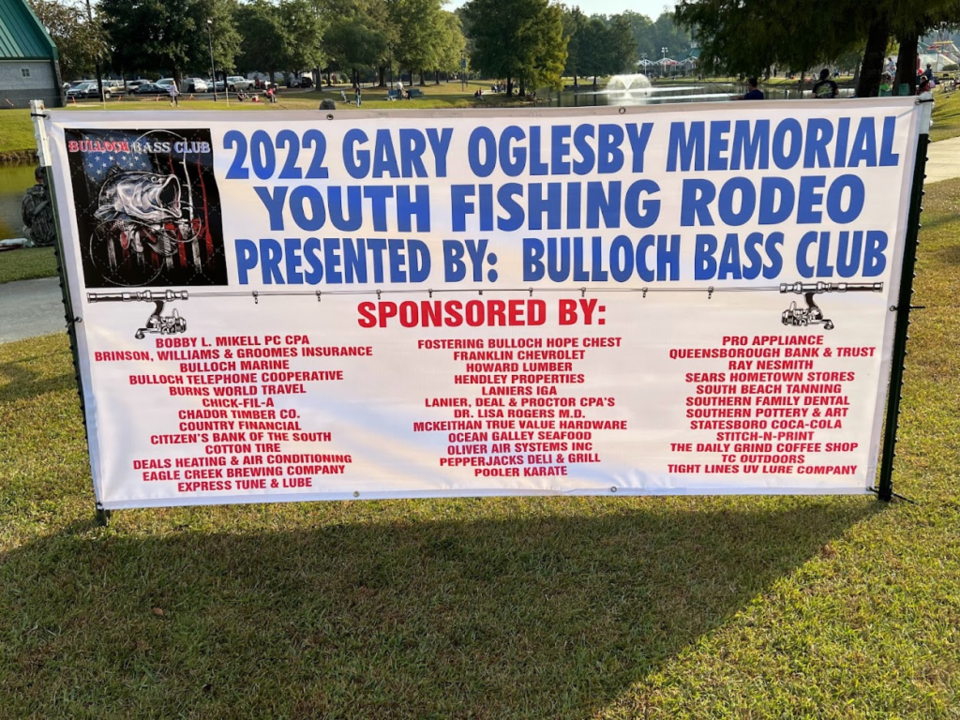 BULLOCH BASS CLUB
2022 GARY OGLESBY MEMORIAL
YOUTH FISHING RODEO
PRESENTED BY: BULLOCH BASS CLUB
SPONSORED BY:
BOBBY L. MIKELL PC CPA
BRINSON, WILLIAMS & GROOMES INSURANCE
BULLOCH MARINE
BULLOCH TELEPHONE COOPERATIVE
BURNS WORLD TRAVEL
CHICK-FIL-A
CHADOR TIMBER CO.
COUNTRY FINANCIAL
CITIZEN'S BANK OF THE SOUTH
COTTON TIRE
DEALS HEATING & AIR CONDITIONING
EAGLE CREEK BREWING COMPANY
EXPRESS TUNE & LUBE
FOSTERING BULLOCH HOPE CHEST
FRANKLIN CHEVROLET
HOWARD LUMBER
HENDLEY PROPERTIES
LANIERS IGA
LANIER, DEAL & PROCTOR CPA'S
DR. LISA ROGERS M.D.
MCKEITHAN TRUE VALUE HARDWARE
OCEAN GALLEY SEAFOOD
OLIVER AIR SYSTEMS INC
PEPPERJACKS DELI & GRILL
POOLER KARATE
PRO APPLIANCE
QUEENSBOROUGH BANK & TRUST
RAY NESMITH
SEARS HOMETOWN STORES
SOUTH BEACH TANNING
SOUTHERN FAMILY DENTAL
SOUTHERN POTTERY & ART
STATESBORO COCA-COLA
STITCH-N-PRINT
THE DAILY GRIND COFFEE SHOP
TC OUTDOORS
TIGHT LINES UV LURE COMPANY